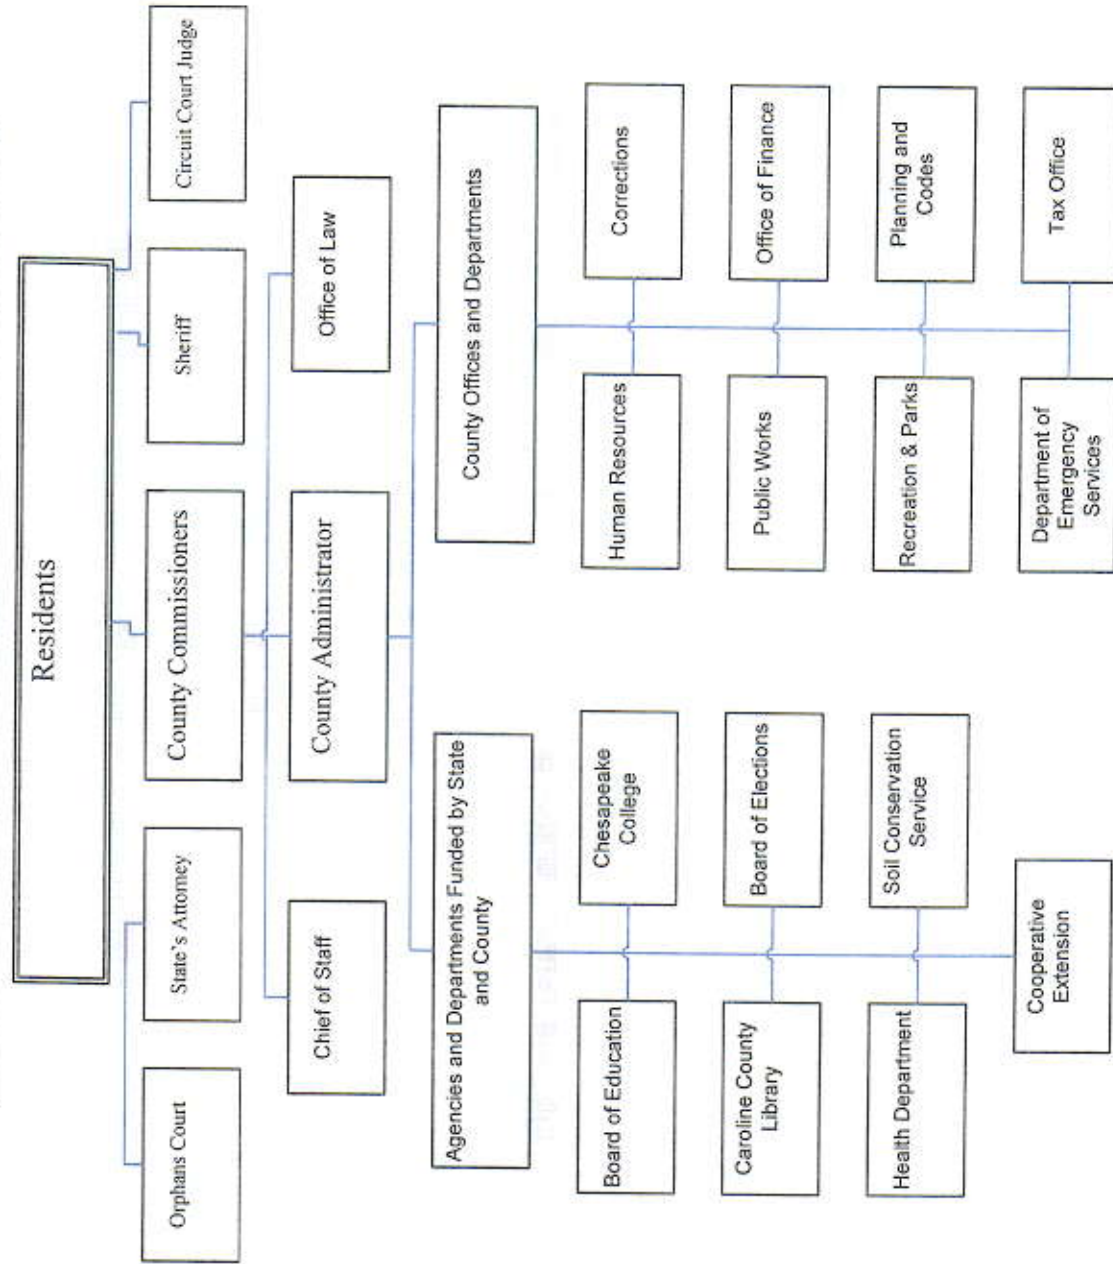 Residents
Orphans Court
State's Attorney
County Commissioners
Sheriff
Circuit Court Judge
Chief of Staff
County Administrator
Office of Law
Agencies and Departments Funded by State
and County
County Offices and Departments
Board of Education
Chesapeake
College
Human Resources
Corrections
Caroline County
Library
Board of Elections
Public Works
Office of Finance
Health Department
Soil Conservation
Service
Recreation & Parks
Planning and
Codes
Cooperative
Extension
Department of
Emergency
Services
Tax Office